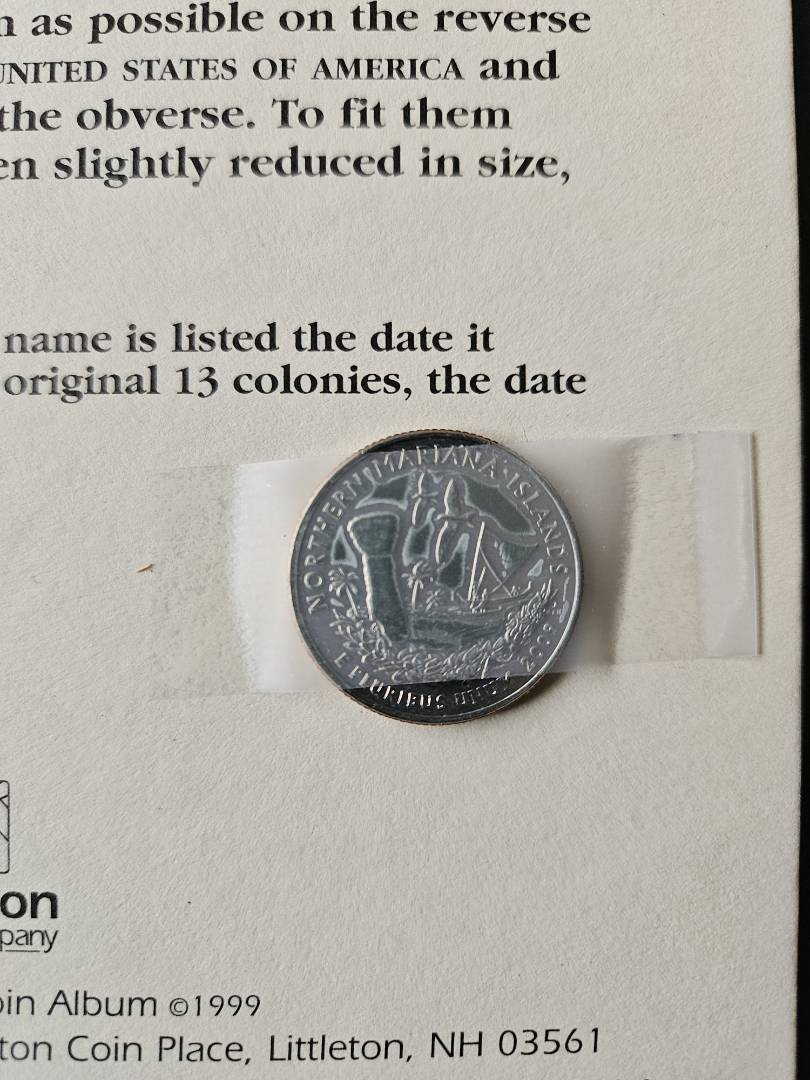 n as possible on the reverse
UNITED STATES OF AMERICA and
the obverse. To fit them
en slightly reduced in size,
name is listed the date it
original 13 colonies, the date
NORTHERN MARIANA ISLANDS
2009
E PLURIBUS UNUM
on
pany
oin Album ©1999
ton Coin Place, Littleton, NH 03561